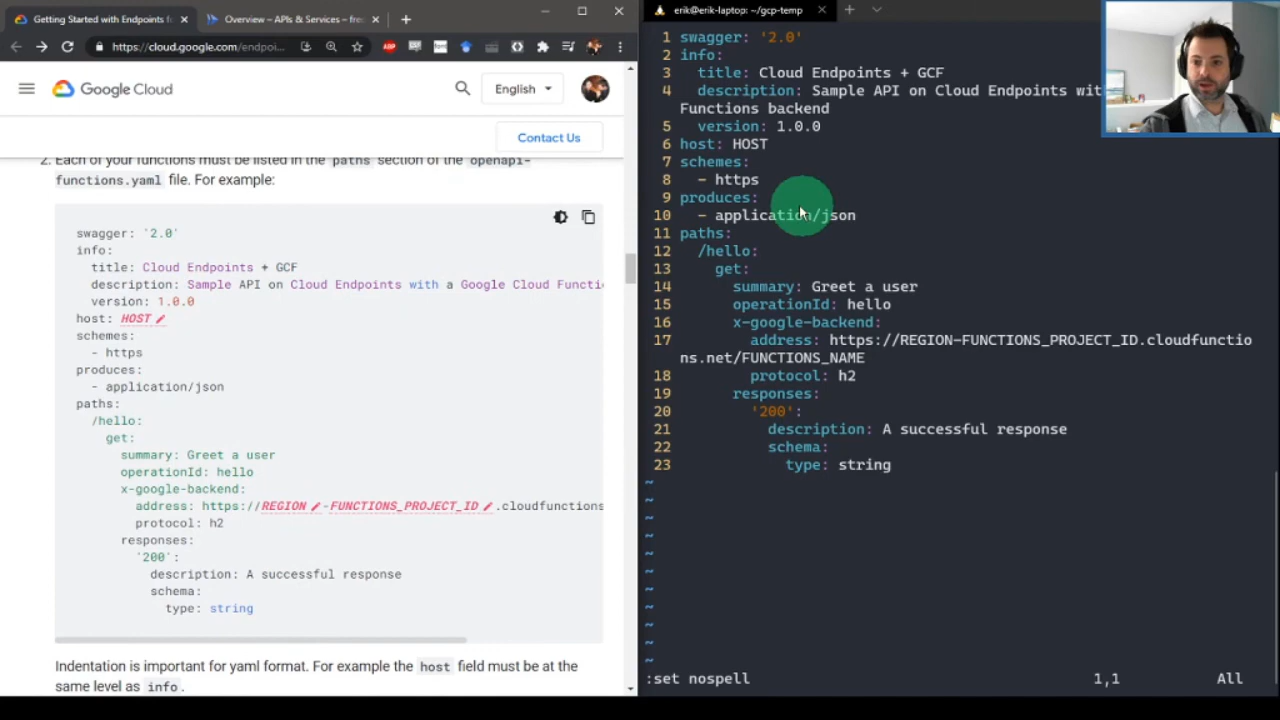 Getting Started with Endpoints f
Overview – APIs & Services – fre
https://cloud.google.com/endpoi...
Google Cloud
English
Contact Us
2. Each of your functions must be listed in the paths section of the openapi-
functions.yaml file. For example:
swagger: '2.0'
info:
title: Cloud Endpoints + GCF
description: Sample API on Cloud Endpoints with a Google Cloud Functi
version: 1.0.0
host: HOST
schemes:
- https
produces:
- application/json
paths:
/hello:
get:
summary: Greet a user
operationId: hello
x-google-backend:
address: https://REGION-FUNCTIONS_PROJECT_ID.cloudfunctions
protocol: h2
responses:
'200':
description: A successful response
schema:
type: string
Indentation is important for yaml format. For example the host field must be at the
same level as info.
erik@erik-laptop: ~/gcp-temp
1 swagger: '2.0'
2 info:
3 title: Cloud Endpoints + GCF
4 description: Sample API on Cloud Endpoints wit
Functions backend
5 version: 1.0.0
6 host: HOST
7 schemes:
8 - https
9 produces:
10 - application/json
11 paths:
12 /hello:
13 get:
14 summary: Greet a user
15 operationId: hello
16 x-google-backend:
17 address: https://REGION-FUNCTIONS_PROJECT_ID.cloudfunctio
ns.net/FUNCTIONS_NAME
18 protocol: h2
19 responses:
20 '200':
21 description: A successful response
22 schema:
23 type: string
~
~
~
~
~
~
~
~
~
~
~
:set nospell 1,1 All